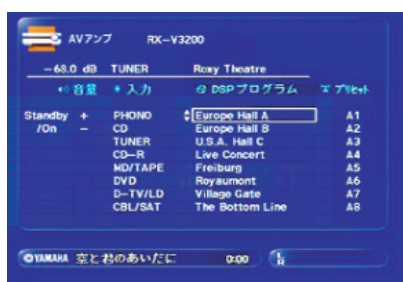 AVアンプ RX-V3200
-68.0 dB TUNER Roxy Theatre
音量 入力 DSPプログラム プリセット
Standby + PHONO Europe Hall A A1
/On - CD Europe Hall B A2
TUNER U.S.A. Hall C A3
CD-R Live Concert A4
MD/TAPE Freiburg A5
DVD Royaumont A6
D-TV/LD Village Gate A7
CBL/SAT The Bottom Line A8
YAMAHA 空と君のあいだに 0:00 L R